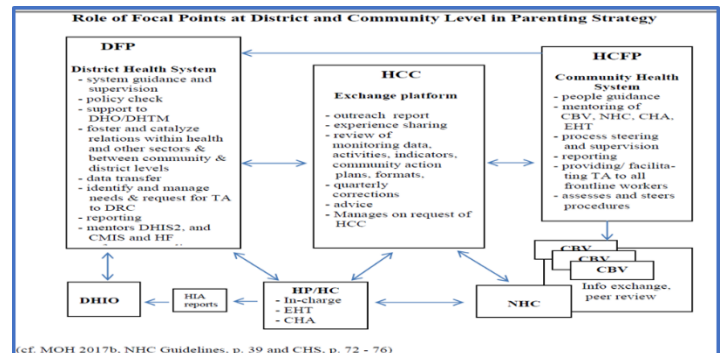 Role of Focal Points at District and Community Level in Parenting Strategy
DFP
District Health System
- system guidance and
supervision
- policy check
- support to
DHO/DHTM
- foster and catalyze
relations within health
and other sectors &
between community &
district levels
- data transfer
- identify and manage
needs & request for TA
to DRC
- reporting
- mentors DHIS2, and
CMIS and HF
HCC
Exchange platform
- outreach report
- experience sharing
- review of
monitoring data,
activities, indicators,
community action
plans, formats,
- quarterly
corrections
- advice
- Manages on request of
HCC
HCFP
Community Health
System
- people guidance
- mentoring of
CBV, NHC, CHA,
EHT
- process steering and
supervision
- reporting
- providing/ facilita-
ting TA to all
frontline workers
- assesses and steers
procedures
DHIO
HIA
reports
HP/HC
- In-charge
- EHT
- CHA
NHC
CBV
CBV
CBV
Info exchange,
peer review
(cf. MOH 2017b, NHC Guidelines, p. 39 and CHS, p. 72 - 76)